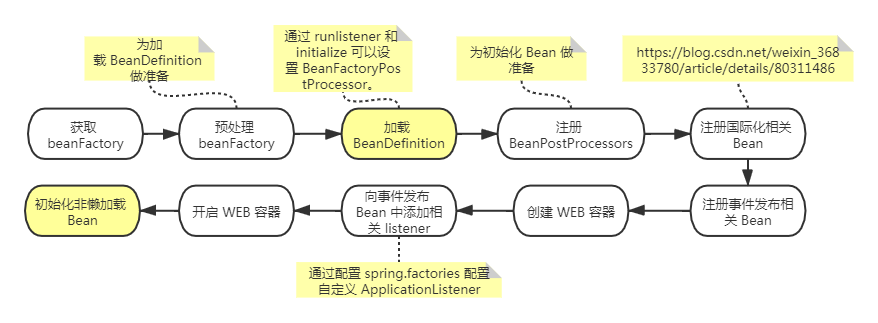 为加
载 BeanDefinition
做准备
通过 runlistener 和
initialize 可以设
置 BeanFactoryPos
tProcessor。
为初始化 Bean 做
准备
https://blog.csdn.net/weixin_368
33780/article/details/80311486
获取
beanFactory
预处理
beanFactory
加载
BeanDefinition
注册
BeanPostProcessors
注册国际化相关
Bean
初始化非懒加载
Bean
开启 WEB 容器
向事件发布
Bean 中添加相
关 listener
创建 WEB 容器
注册事件发布相
关 Bean
通过配置 spring.factories 配置
自定义 ApplicationListener